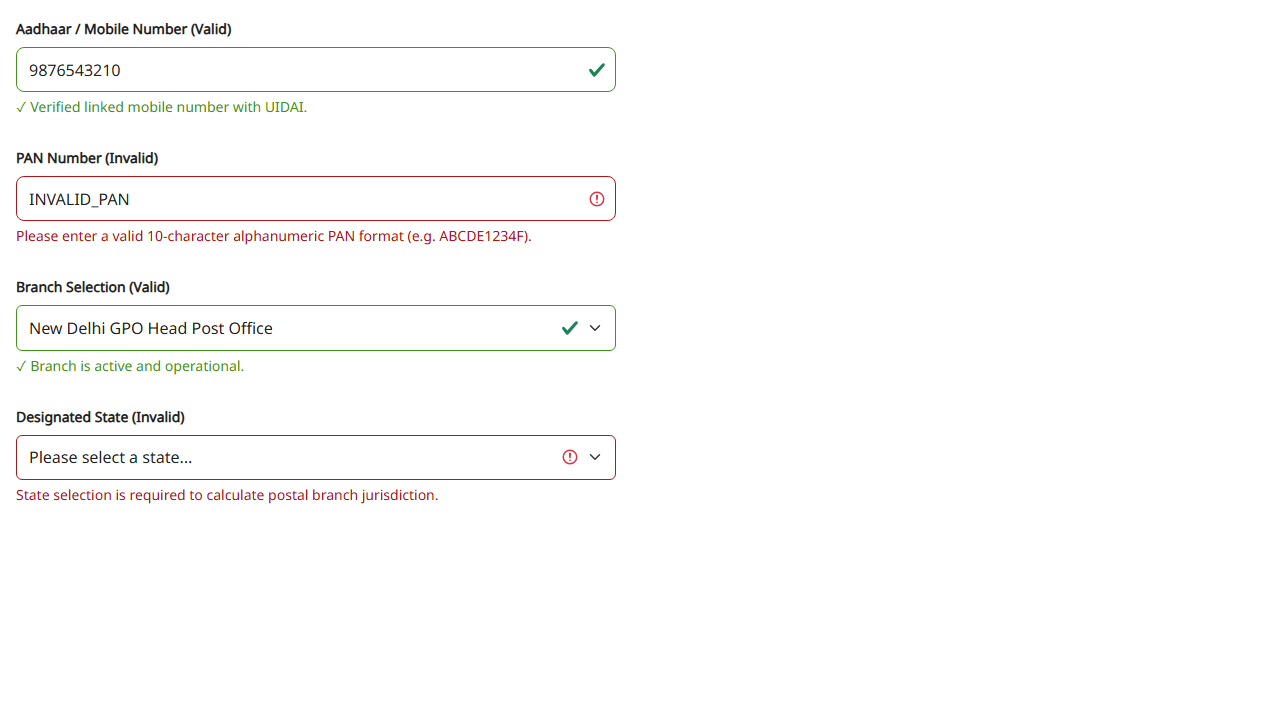 Aadhaar / Mobile Number (Valid)
9876543210
✓ Verified linked mobile number with UIDAI.
PAN Number (Invalid)
INVALID_PAN
Please enter a valid 10-character alphanumeric PAN format (e.g. ABCDE1234F).
Branch Selection (Valid)
New Delhi GPO Head Post Office
✓ Branch is active and operational.
Designated State (Invalid)
Please select a state...
State selection is required to calculate postal branch jurisdiction.